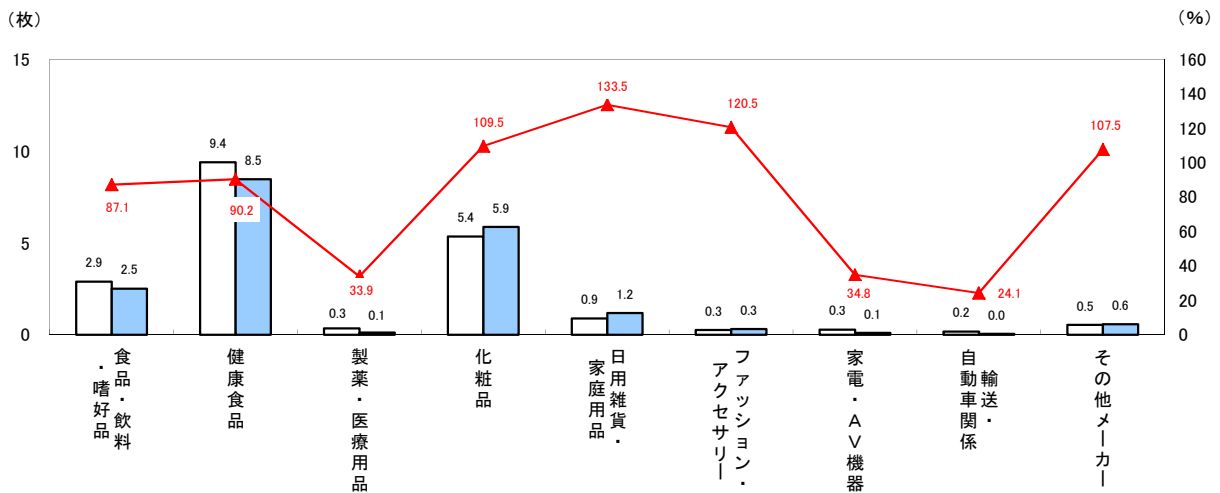 （枚）
（%）
15
10
5
0
160
140
120
100
80
60
40
20
0
87.1
90.2
33.9
109.5
133.5
120.5
34.8
24.1
107.5
2.9
2.5
9.4
8.5
0.3
0.1
5.4
5.9
0.9
1.2
0.3
0.3
0.3
0.1
0.2
0.0
0.5
0.6
食品・飲料
・嗜好品
健康食品
製薬・医療用品
化粧品
日用雑貨・
家庭用品
ファッション・
アクセサリー
家電・ＡＶ機器
輸送・
自動車関係
その他メーカー